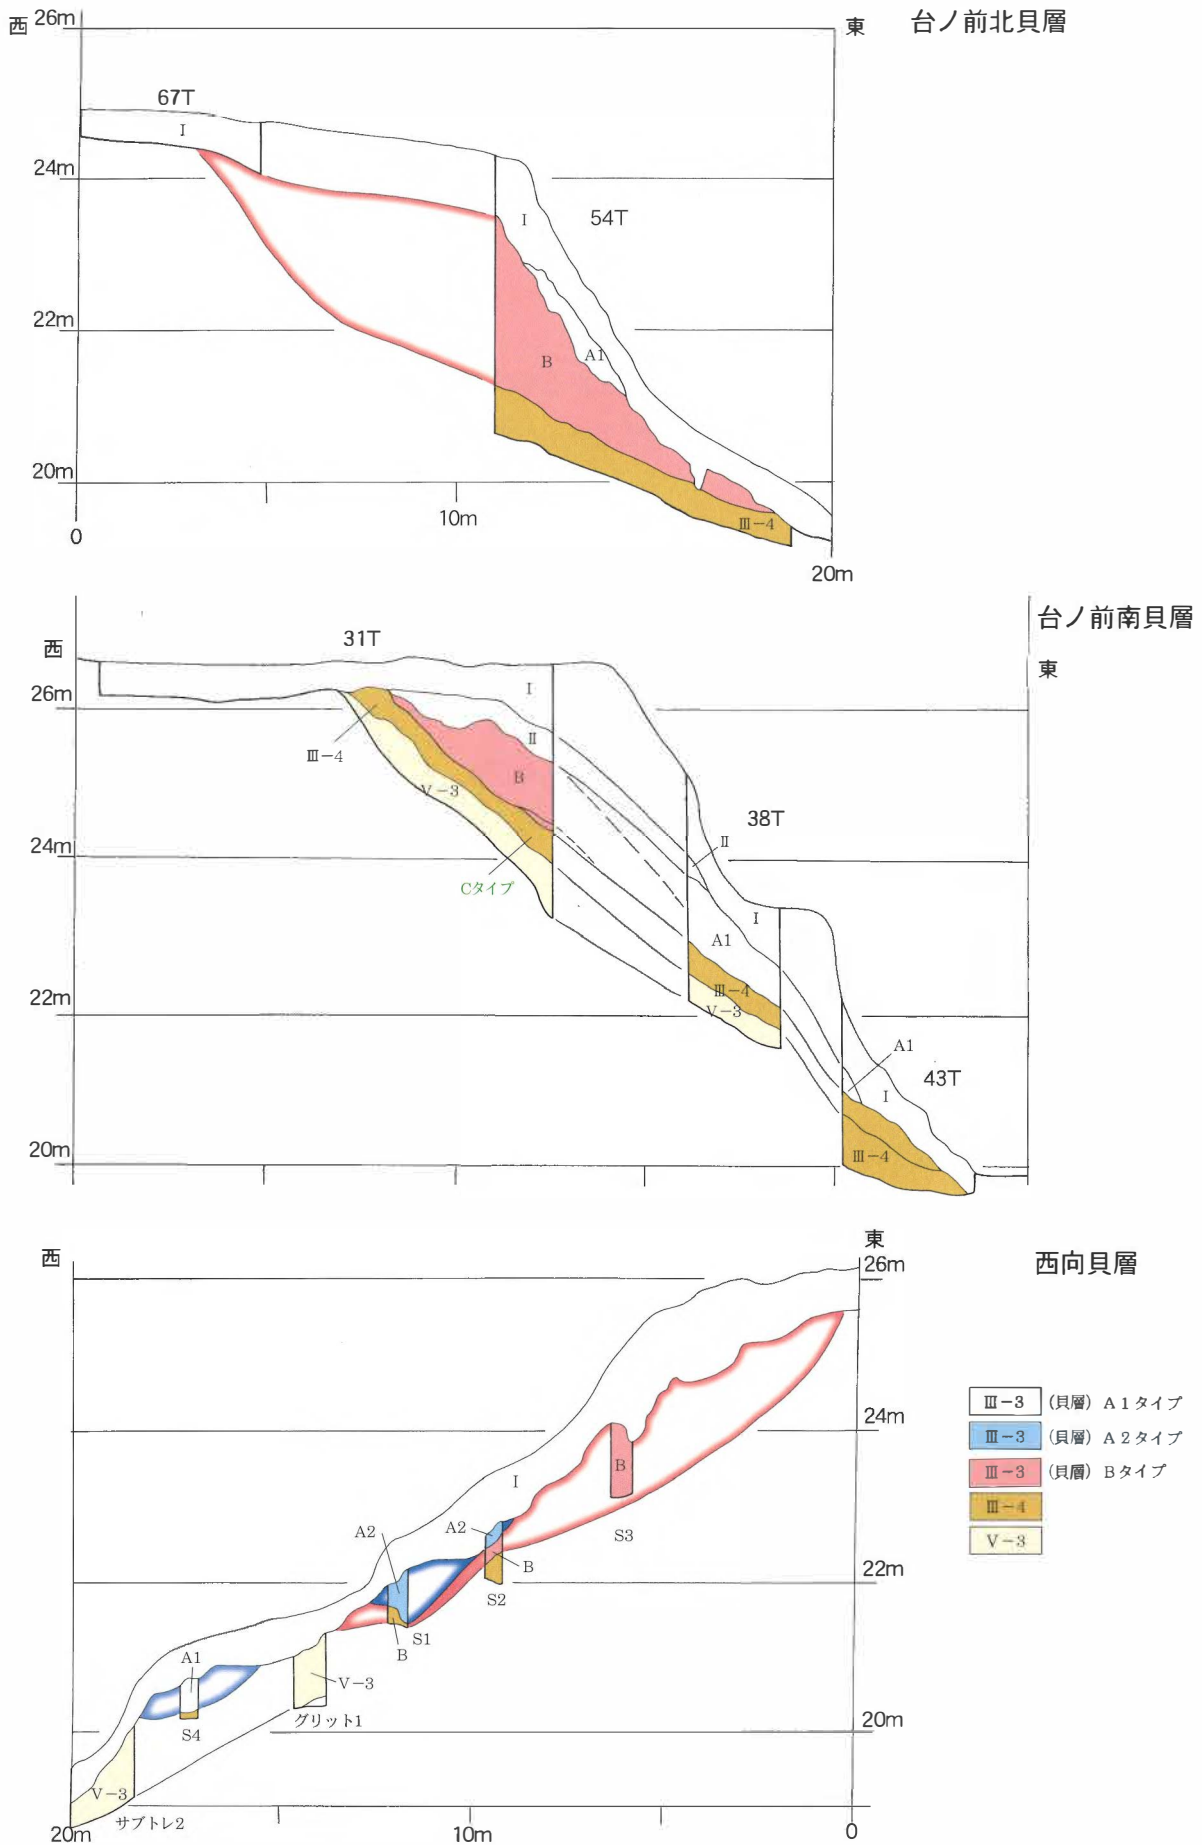 台ノ前北貝層
西
26m
東
67T
I
24m
54T
I
22m
B
A1
20m
10m
Ⅲ-4
0
20m
台ノ前南貝層
西
31T
東
26m
I
Ⅲ-4
Ⅱ
B
V-3
38T
24m
Ⅱ
Cタイプ
I
A1
22m
Ⅲ-4
V-3
A1
43T
I
20m
Ⅲ-4
西
東
西向貝層
26m
Ⅲ-3 (貝層) A1タイプ
Ⅲ-3 (貝層) A2タイプ
Ⅲ-3 (貝層) Bタイプ
Ⅲ-4
V-3
24m
B
I
A2
A2
S3
B
22m
S2
S1
B
A1
V-3
グリット1
S4
20m
V-3
サブトレ2
20m
10m
0